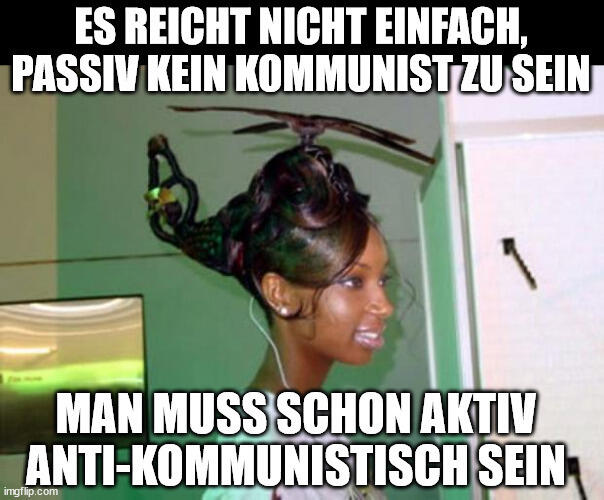 ES REICHT NICHT EINFACH,
PASSIV KEIN KOMMUNIST ZU SEIN
MAN MUSS SCHON AKTIV
ANTI-KOMMUNISTISCH SEIN
imgflip.com